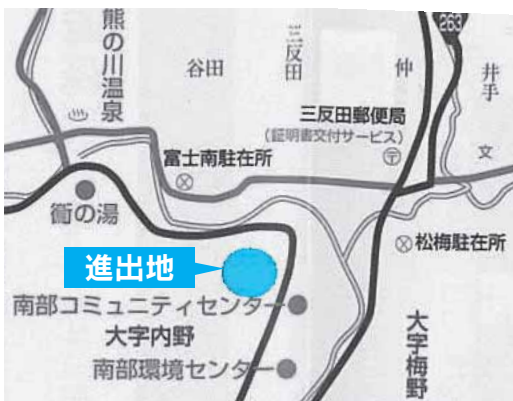 263
熊の川温泉
谷田
三反田
仲
井手
三反田郵便局
(証明書交付サービス)
富士南駐在所
文
㊞の湯
松梅駐在所
進出地
南部コミュニティセンター
大字内野
南部環境センター
大字梅野